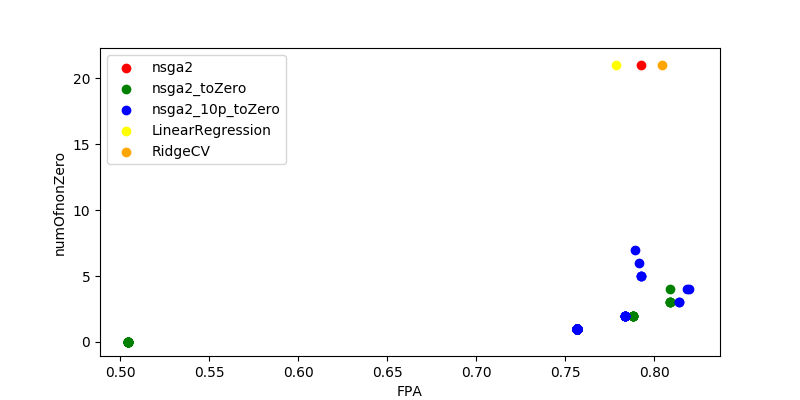 nsga2
nsga2_toZero
nsga2_10p_toZero
LinearRegression
RidgeCV
numOfnonZero
20
15
10
5
0
0.50 0.55 0.60 0.65 0.70 0.75 0.80
FPA